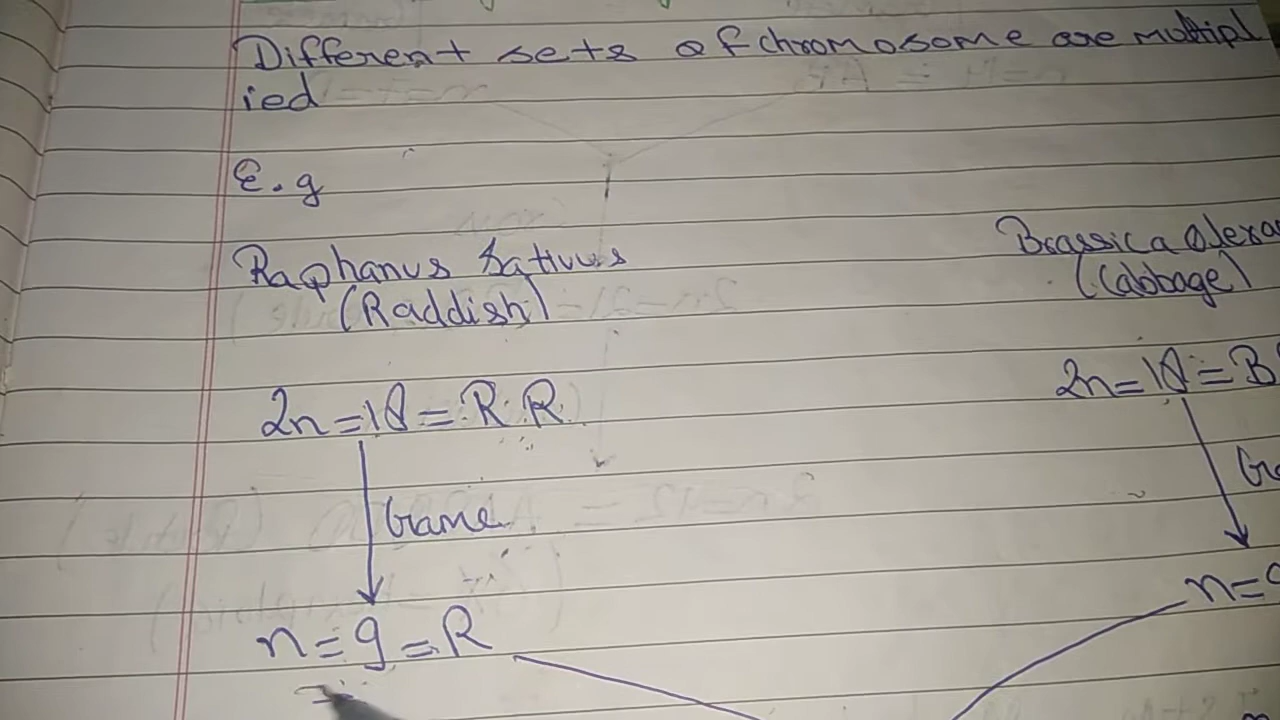 Different sets of chromosome are multipl
ied
E.g
Raphanus Sativus
(Raddish)
Brassica
(Cabbage)
2n=18=RR
2n=18=B
Game
n=9=R
n=9